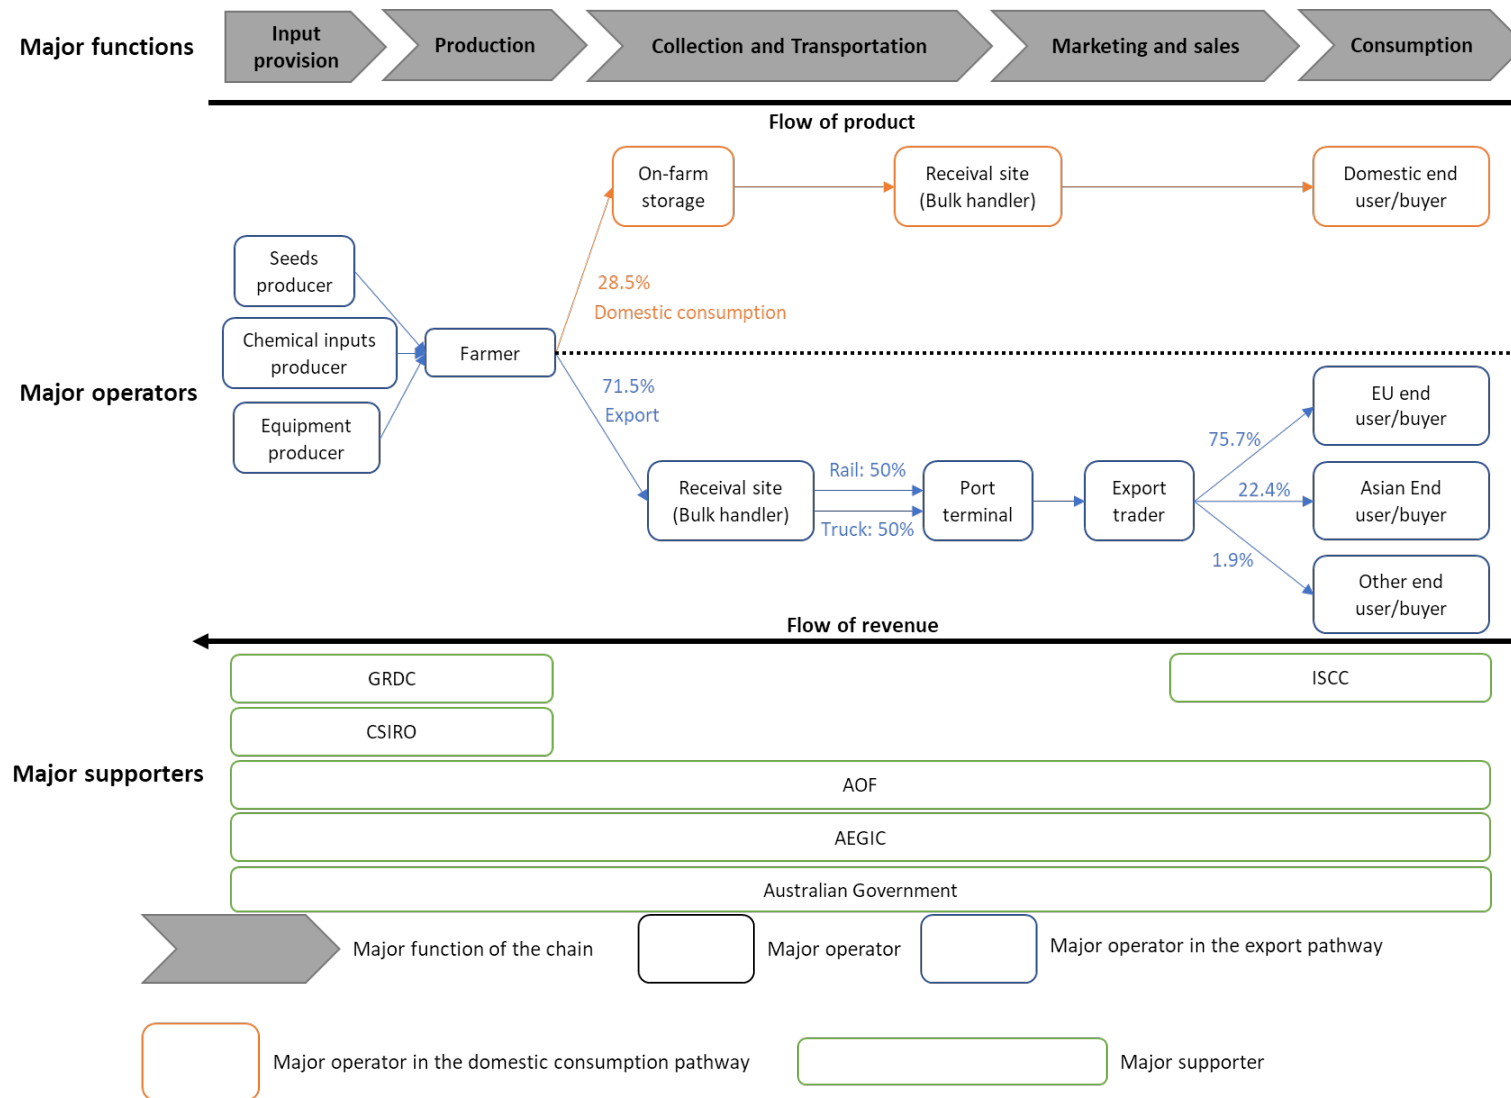 Major functions
Input
provision
Production
Collection and Transportation
Marketing and sales
Consumption
Flow of product
On-farm
storage
Receival site
(Bulk handler)
Domestic end
user/buyer
28.5%
Domestic consumption
Seeds
producer
Chemical inputs
producer
Equipment
producer
Farmer
Major operators
71.5%
Export
Receival site
(Bulk handler)
Rail: 50%
Truck: 50%
Port
terminal
Export
trader
75.7%
22.4%
1.9%
EU end
user/buyer
Asian End
user/buyer
Other end
user/buyer
Flow of revenue
GRDC
ISCC
CSIRO
Major supporters
AOF
AEGIC
Australian Government
Major function of the chain
Major operator
Major operator in the export pathway
Major operator in the domestic consumption pathway
Major supporter